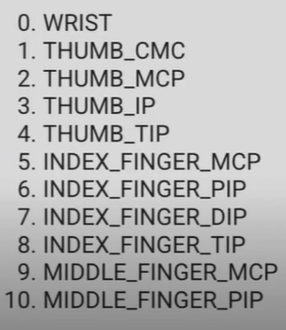 0. WRIST
1. THUMB_CMC
2. THUMB_MCP
3. THUMB_IP
4. THUMB_TIP
5. INDEX_FINGER_MCP
6. INDEX_FINGER_PIP
7. INDEX_FINGER_DIP
8. INDEX_FINGER_TIP
9. MIDDLE_FINGER_MCP
10. MIDDLE_FINGER_PIP